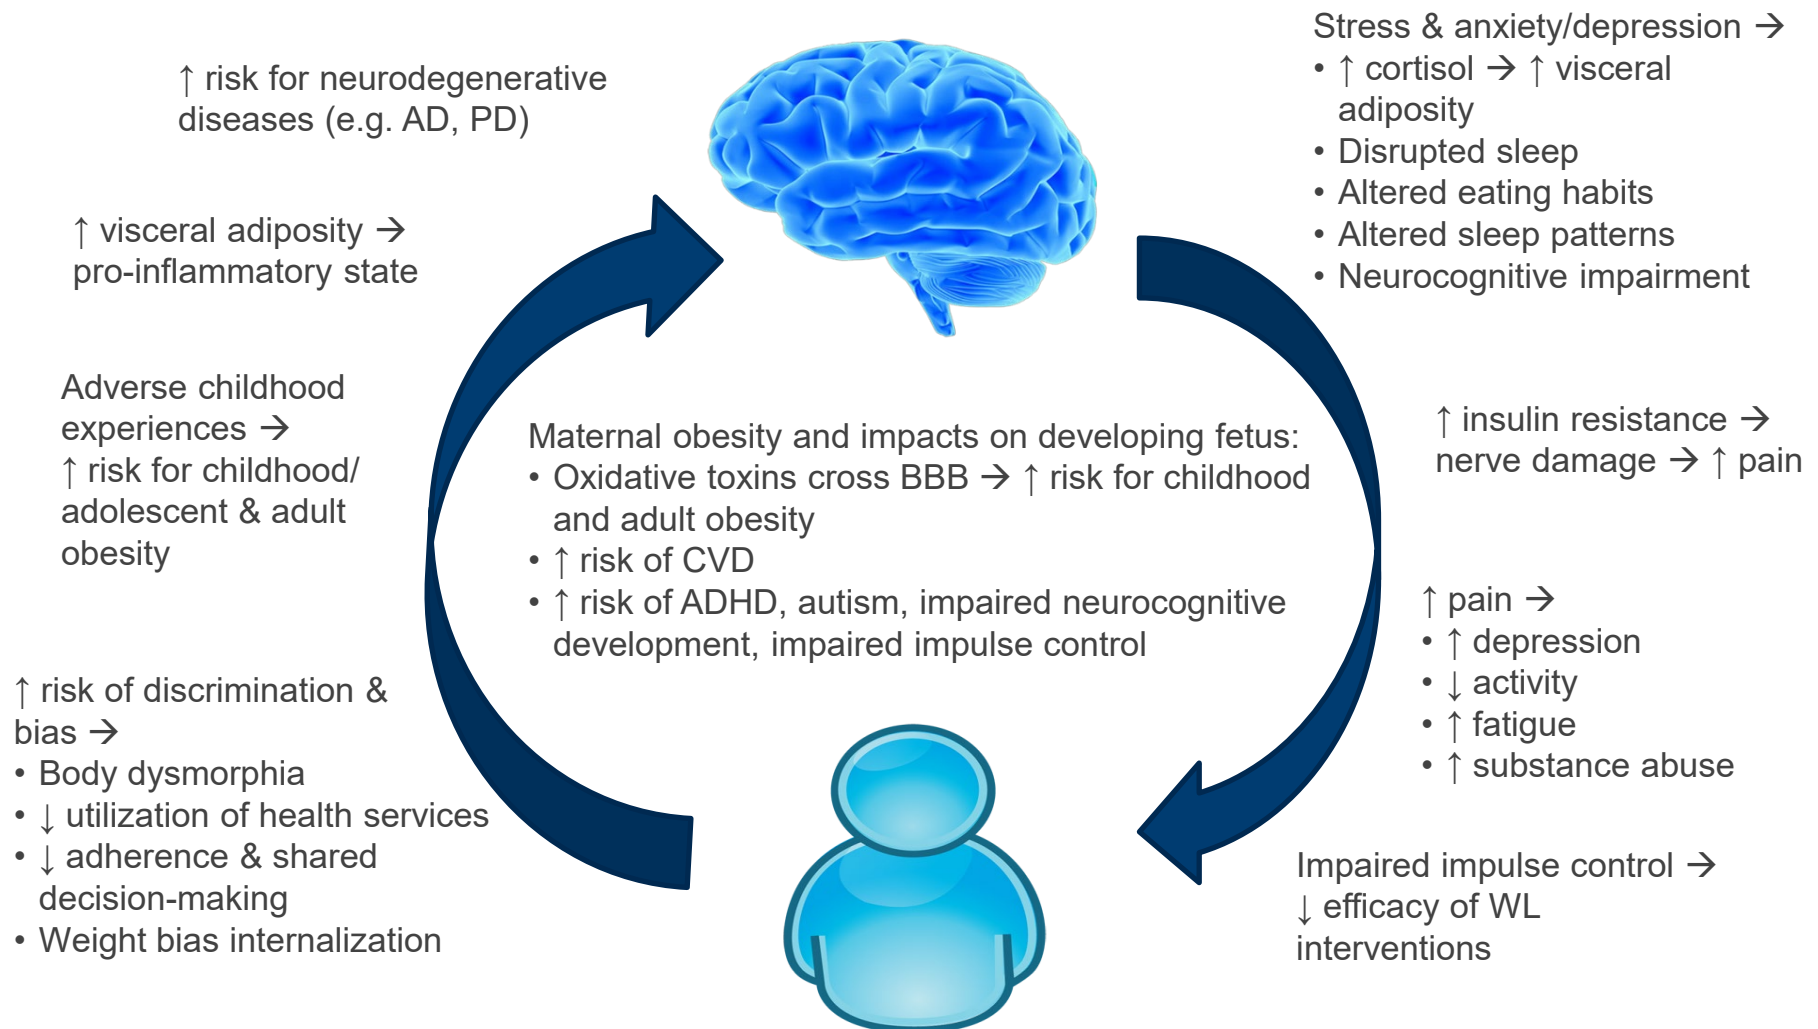 ↑ risk for neurodegenerative
diseases (e.g. AD, PD)
↑ visceral adiposity →
pro-inflammatory state
Adverse childhood
experiences →
↑ risk for childhood/
adolescent & adult
obesity
↑ risk of discrimination &
bias →
• Body dysmorphia
• ↓ utilization of health services
• ↓ adherence & shared
decision-making
• Weight bias internalization
Maternal obesity and impacts on developing fetus:
• Oxidative toxins cross BBB → ↑ risk for childhood
and adult obesity
• ↑ risk of CVD
• ↑ risk of ADHD, autism, impaired neurocognitive
development, impaired impulse control
Stress & anxiety/depression →
• ↑ cortisol → ↑ visceral
adiposity
• Disrupted sleep
• Altered eating habits
• Altered sleep patterns
• Neurocognitive impairment
↑ insulin resistance →
nerve damage → ↑ pain
↑ pain →
• ↑ depression
• ↓ activity
• ↑ fatigue
• ↑ substance abuse
Impaired impulse control →
↓ efficacy of WL
interventions